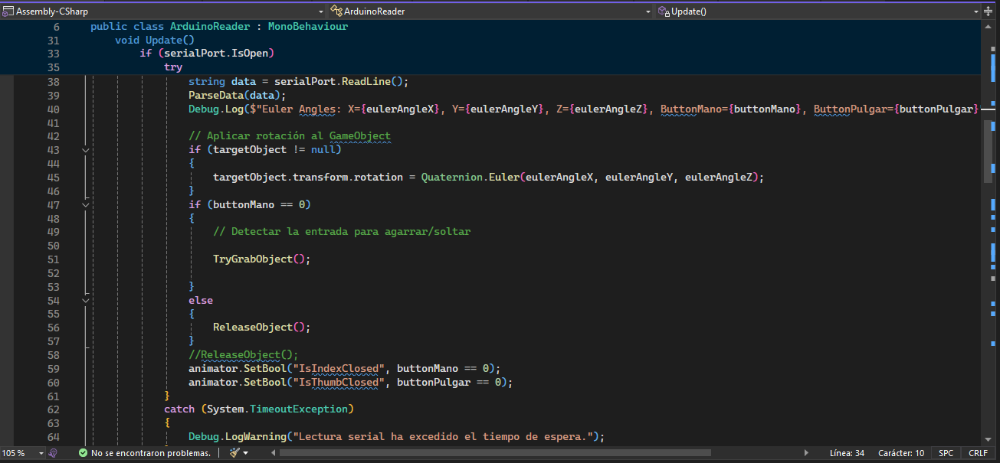 Assembly-CSharp ArduinoReader Update()
6 public class ArduinoReader : MonoBehaviour
31 void Update()
33 if (serialPort.IsOpen)
35 try
38 string data = serialPort.ReadLine();
39 ParseData(data);
40 Debug.Log($"Euler Angles: X={eulerAngleX}, Y={eulerAngleY}, Z={eulerAngleZ}, ButtonMano={buttonMano}, ButtonPulgar={buttonPulgar}
41
42 // Aplicar rotación al GameObject
43 if (targetObject != null)
44 {
45 targetObject.transform.rotation = Quaternion.Euler(eulerAngleX, eulerAngleY, eulerAngleZ);
46 }
47 if (buttonMano == 0)
48 {
49 // Detectar la entrada para agarrar/soltar
50
51 TryGrabObject();
52
53 }
54 else
55 {
56 ReleaseObject();
57 }
58 //ReleaseObject();
59 animator.SetBool("IsIndexClosed", buttonMano == 0);
60 animator.SetBool("IsThumbClosed", buttonPulgar == 0);
61 }
62 catch (System.TimeoutException)
63 {
64 Debug.LogWarning("Lectura serial ha excedido el tiempo de espera.");
105 % No se encontraron problemas. Línea: 34 Carácter: 10 SPC CRLF